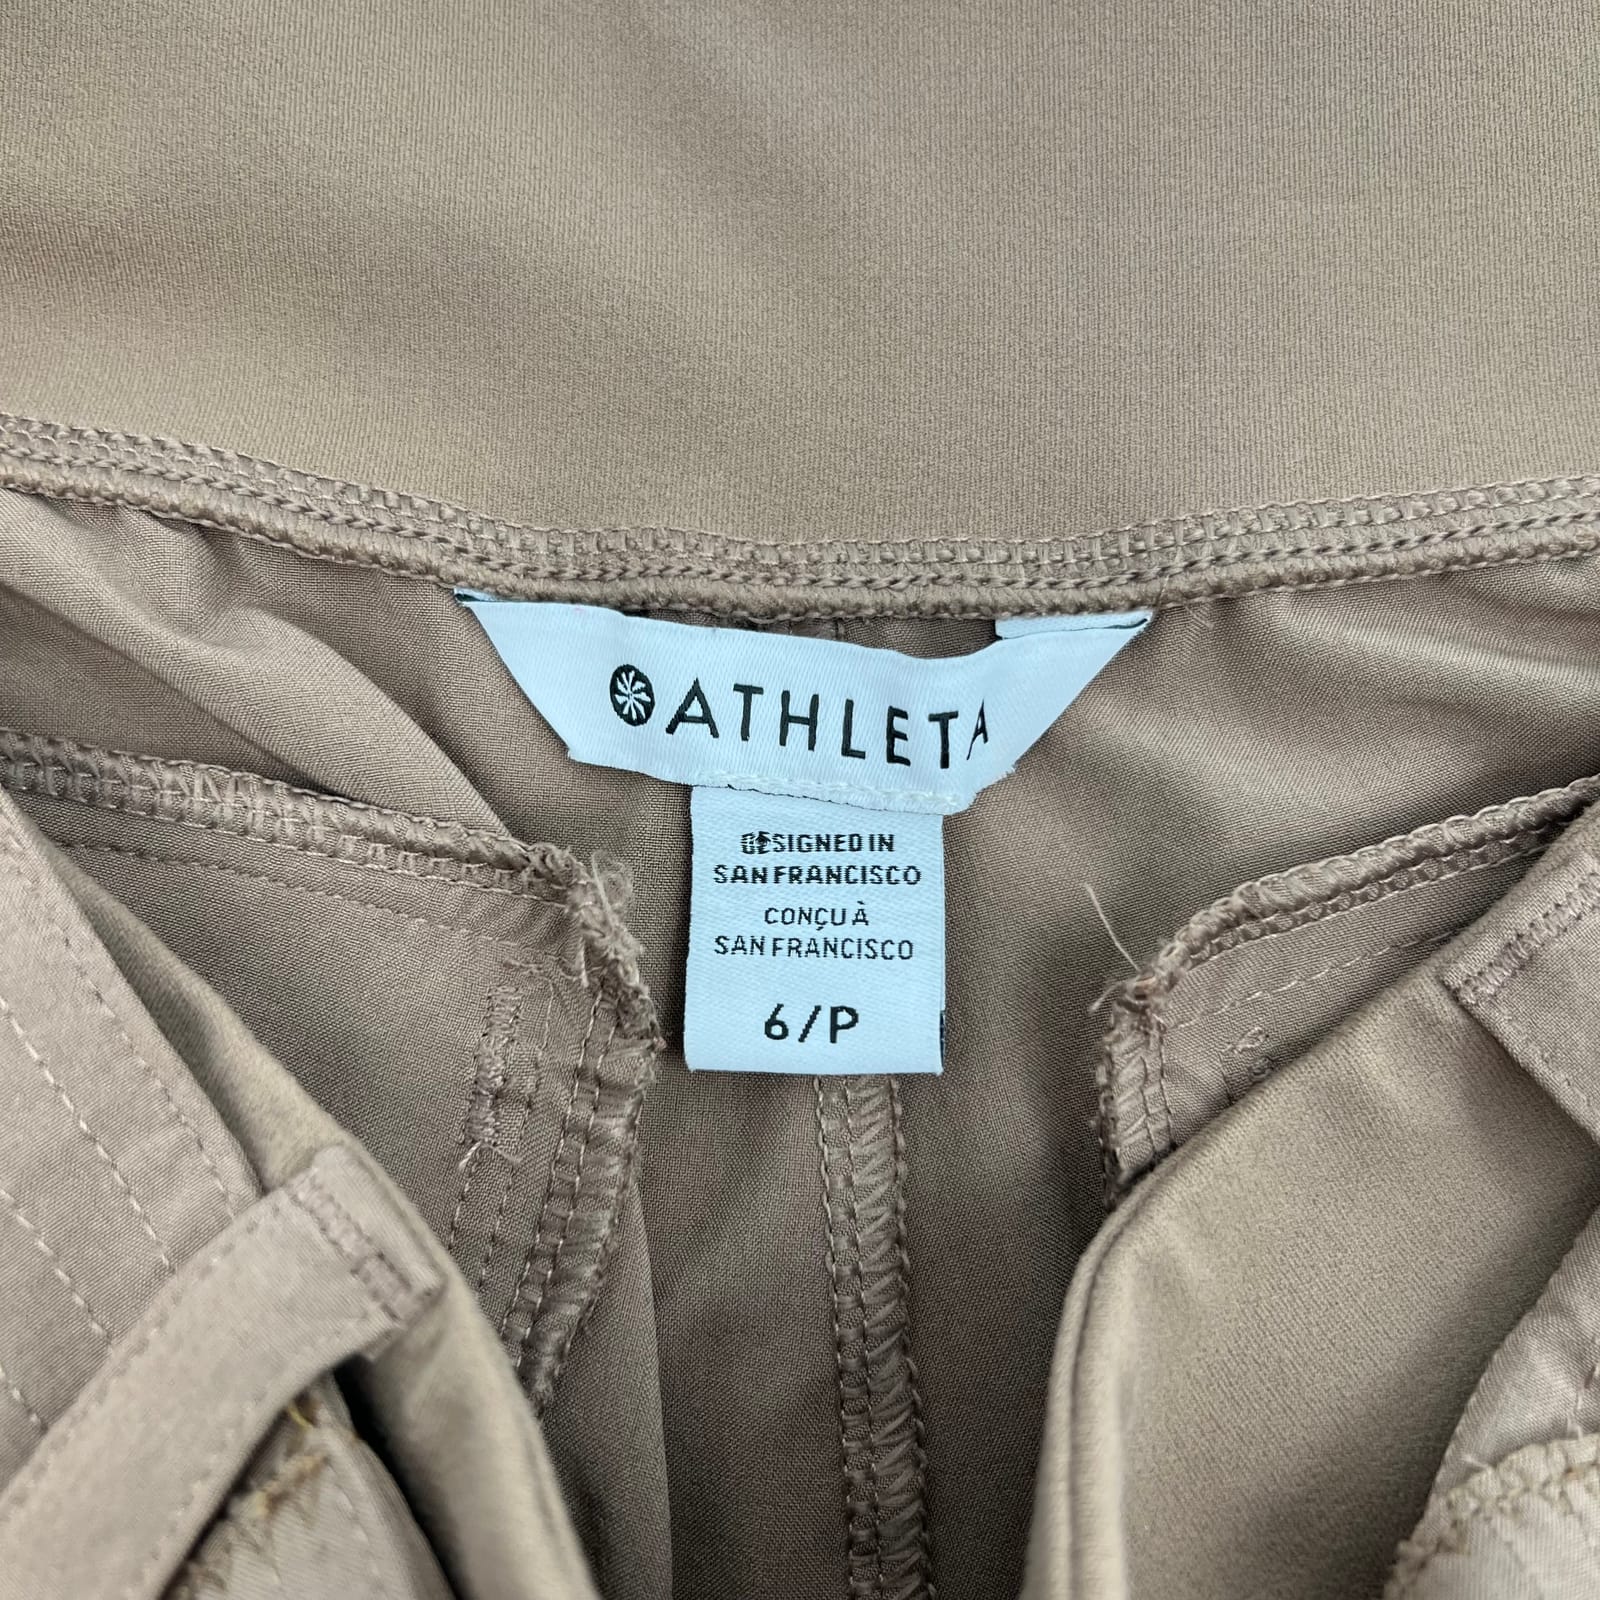 ATHLETA
DESIGNED IN
SAN FRANCISCO
CONÇU À
SAN FRANCISCO
6/P